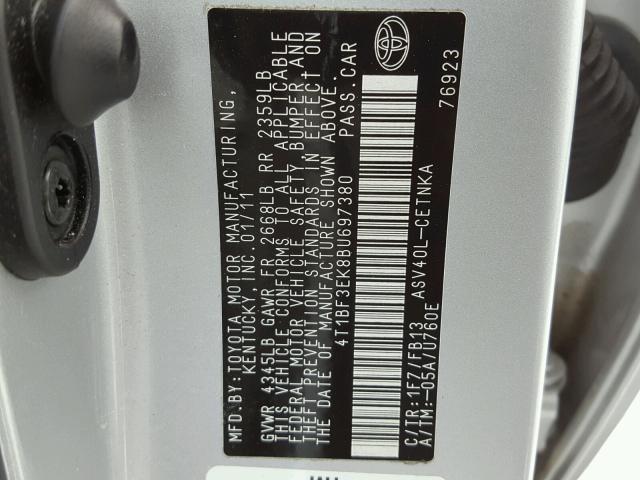 MFD. BY: TOYOTA MOTOR MANUFACTURING,
KENTUCKY, INC. 01/11
GVWR 4345LB GAWR FR 2668LB RR 2359LB
THIS VEHICLE CONFORMS TO ALL APPLICABLE
FEDERAL MOTOR VEHICLE SAFETY, BUMPER, AND
THEFT PREVENTION STANDARDS IN EFFECT ON
THE DATE OF MANUFACTURE SHOWN ABOVE.
4T1BF3EK8BU697380 PASS. CAR
C/TR: 1F7/FB13 ASV40L-CETNKA
A/TM: -05A/U760E
76923